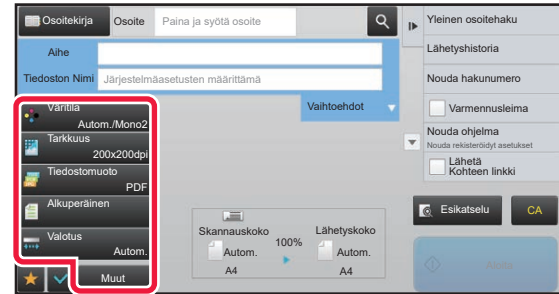 Osoitekirja
Osoite
Paina ja syötä osoite
Aihe
Tiedoston Nimi
Järjestelmäasetusten määrittämä
Vaihtoehdot
Väritila
Autom./Mono2
Tarkkuus
200x200dpi
Tiedostomuoto
PDF
Alkuperäinen
Valotus
Autom.
Muut
Skannauskoko
Autom.
A4
100%
Lähetyskoko
Autom.
A4
Yleinen osoitehaku
Lähetyshistoria
Nouda hakunumero
Varmennusleima
Nouda ohjelma
Nouda rekisteröidyt asetukset
Lähetä
Kohteen linkki
Esikatselu
CA
Aloita